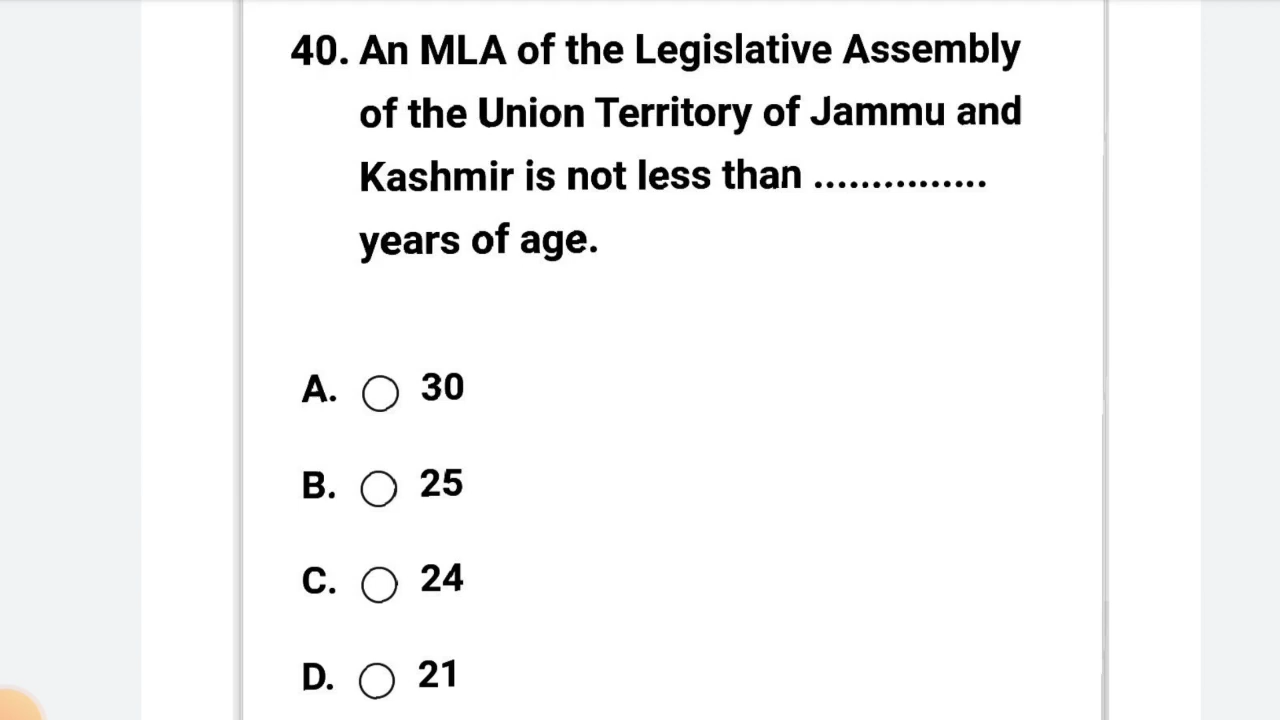 40. An MLA of the Legislative Assembly
of the Union Territory of Jammu and
Kashmir is not less than ...............
years of age.
A. 30
B. 25
C. 24
D. 21